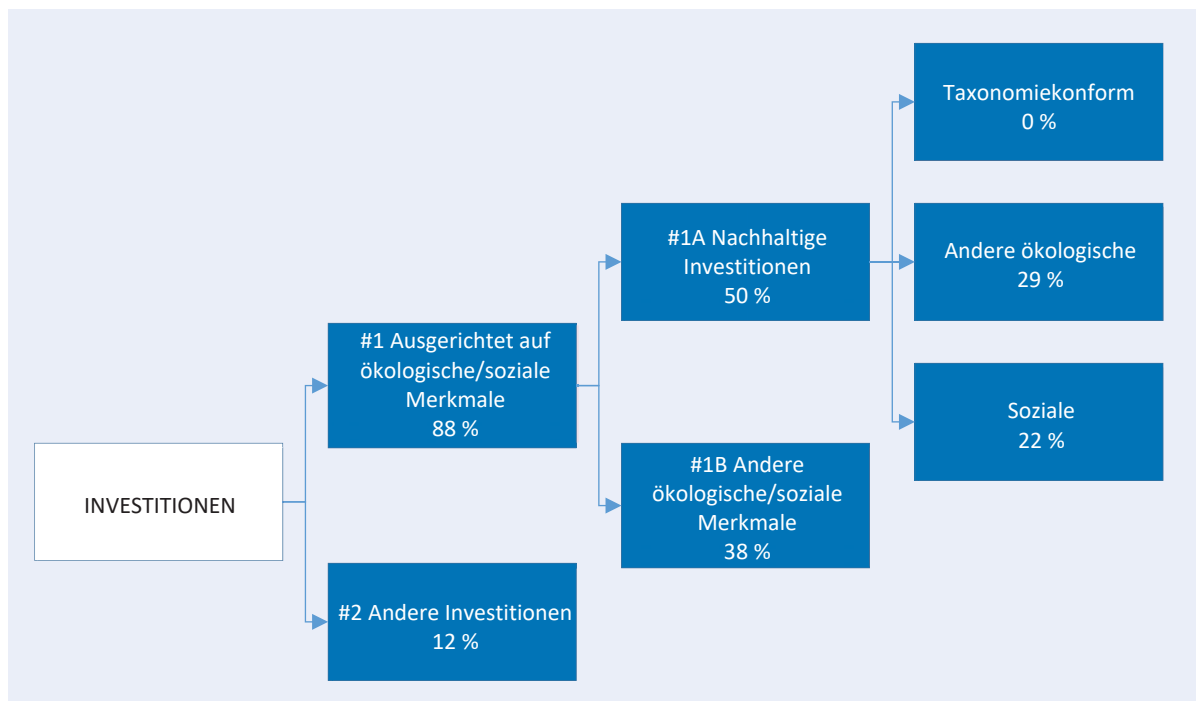 INVESTITIONEN
#1 Ausgerichtet auf
ökologische/soziale
Merkmale
88 %
#2 Andere Investitionen
12 %
#1A Nachhaltige
Investitionen
50 %
#1B Andere
ökologische/soziale
Merkmale
38 %
Taxonomiekonform
0 %
Andere ökologische
29 %
Soziale
22 %